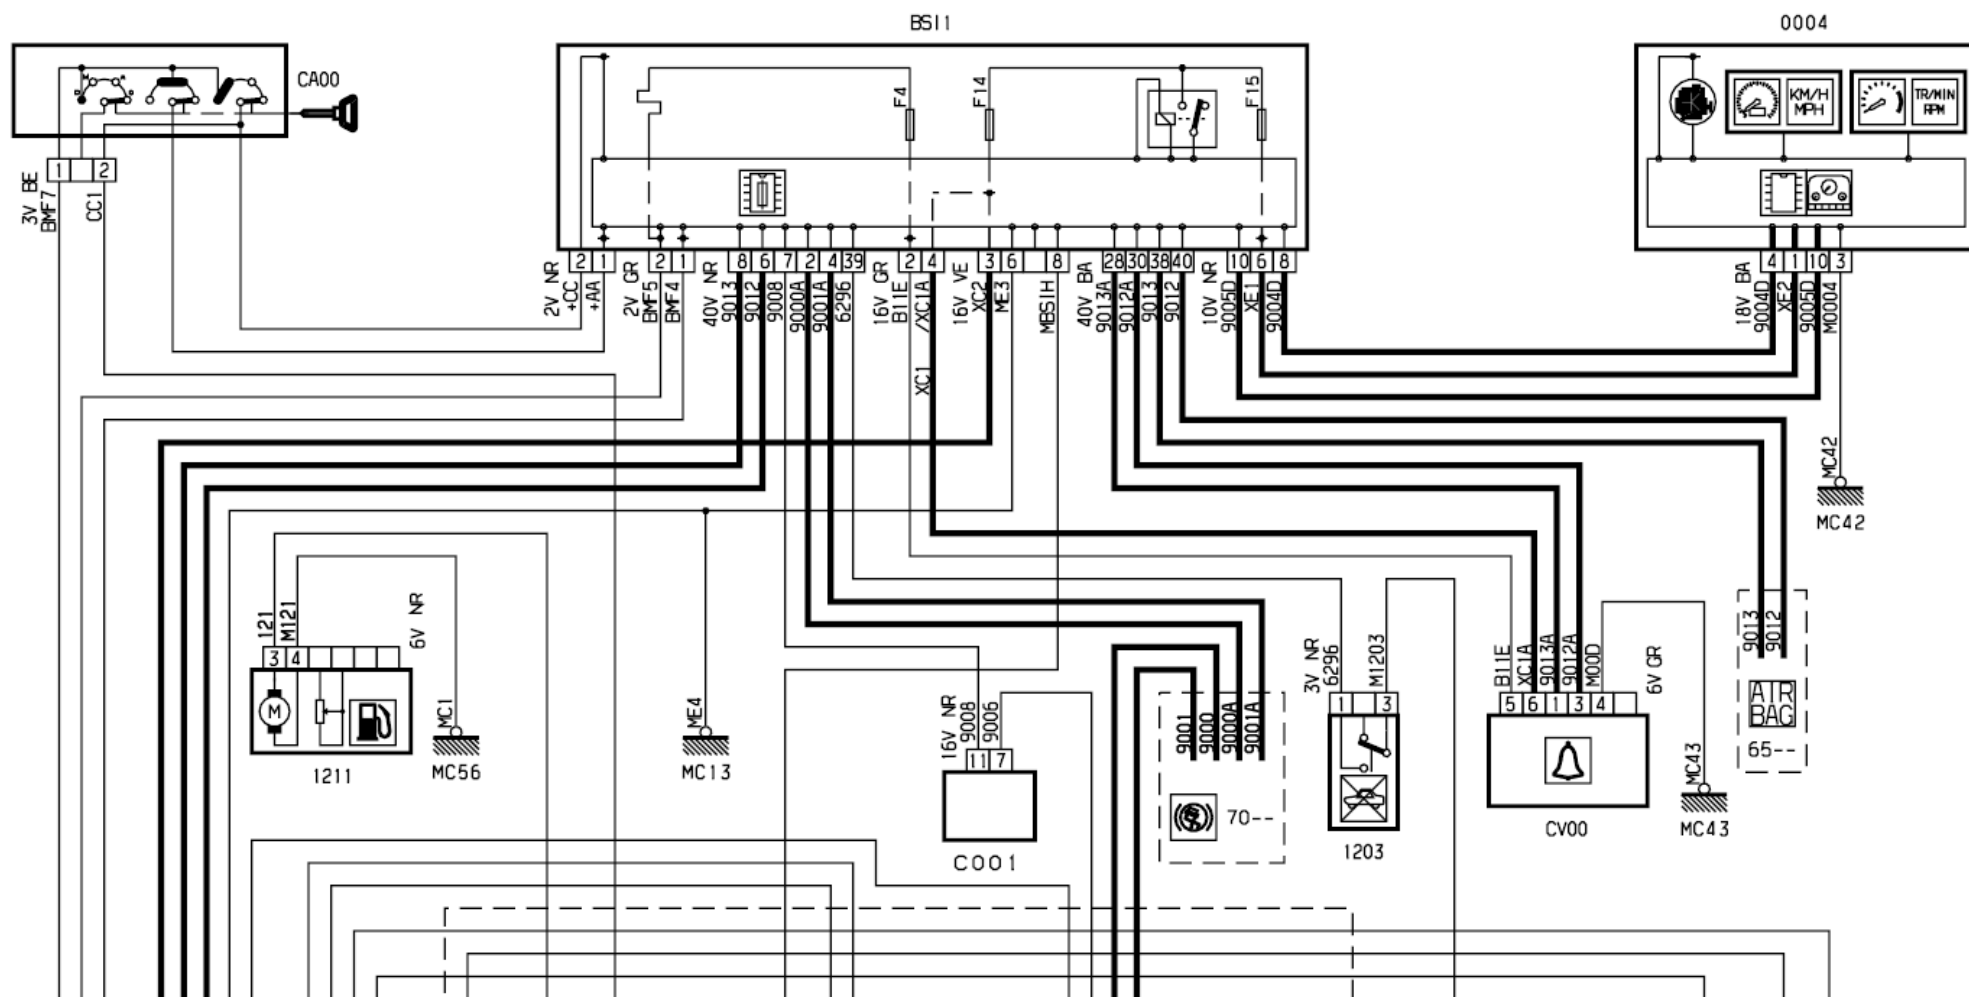 BSI1
0004
CA00
M A
D
KM/H
MPH
TR/MIN
RPM
F4
F14
F15
1 2
3V BE
BMF7
CC1
2 1 2 1 8 6 7 2 4 39 2 4 3 6 8 28 30 38 40 10 6 8
4 1 10 3
2V NR
+CC
+AA
2V GR
BMF5
BMF4
40V NR
9013
9012
9008
9000A
9001A
6296
16V GR
B11E
XC1 /XC1A
16V VE
XC2
ME3
MBSIH
40V BA
9013A
9012A
9013
9012
10V NR
9005D
XE1
9004D
18V BA
9004D
XE2
9005D
M0004
MC42
MC42
121
M121
6V NR
3 4
M
1211
MC1
MC56
ME4
MC13
16V NR
9008
9006
11 7
C001
9001
9000
9000A
9001A
70--
3V NR
6296
M1203
1 3
1203
B11E
XC1A
9013A
9012A
M00D
6V GR
5 6 1 3 4
CV00
MC43
MC43
9013
9012
AIR
BAG
65--